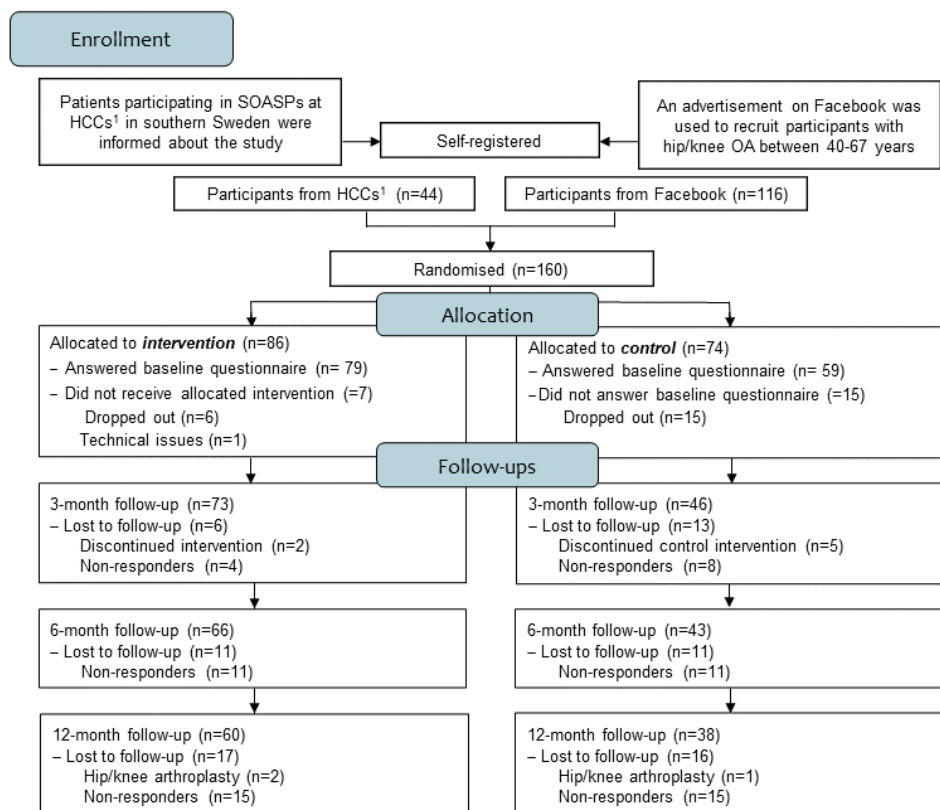 Enrollment
Patients participating in SOASPs at
HCCs¹ in southern Sweden were
informed about the study
Self-registered
An advertisement on Facebook was
used to recruit participants with
hip/knee OA between 40-67 years
Participants from HCCs¹ (n=44)
Participants from Facebook (n=116)
Randomised (n=160)
Allocation
Allocated to intervention (n=86)
– Answered baseline questionnaire (n= 79)
– Did not receive allocated intervention (=7)
Dropped out (n=6)
Technical issues (n=1)
Allocated to control (n=74)
– Answered baseline questionnaire (n= 59)
–Did not answer baseline questionnaire (=15)
Dropped out (n=15)
Follow-ups
3-month follow-up (n=73)
– Lost to follow-up (n=6)
Discontinued intervention (n=2)
Non-responders (n=4)
3-month follow-up (n=46)
– Lost to follow-up (n=13)
Discontinued control intervention (n=5)
Non-responders (n=8)
6-month follow-up (n=66)
– Lost to follow-up (n=11)
Non-responders (n=11)
6-month follow-up (n=43)
– Lost to follow-up (n=11)
Non-responders (n=11)
12-month follow-up (n=60)
– Lost to follow-up (n=17)
Hip/knee arthroplasty (n=2)
Non-responders (n=15)
12-month follow-up (n=38)
– Lost to follow-up (n=16)
Hip/knee arthroplasty (n=1)
Non-responders (n=15)